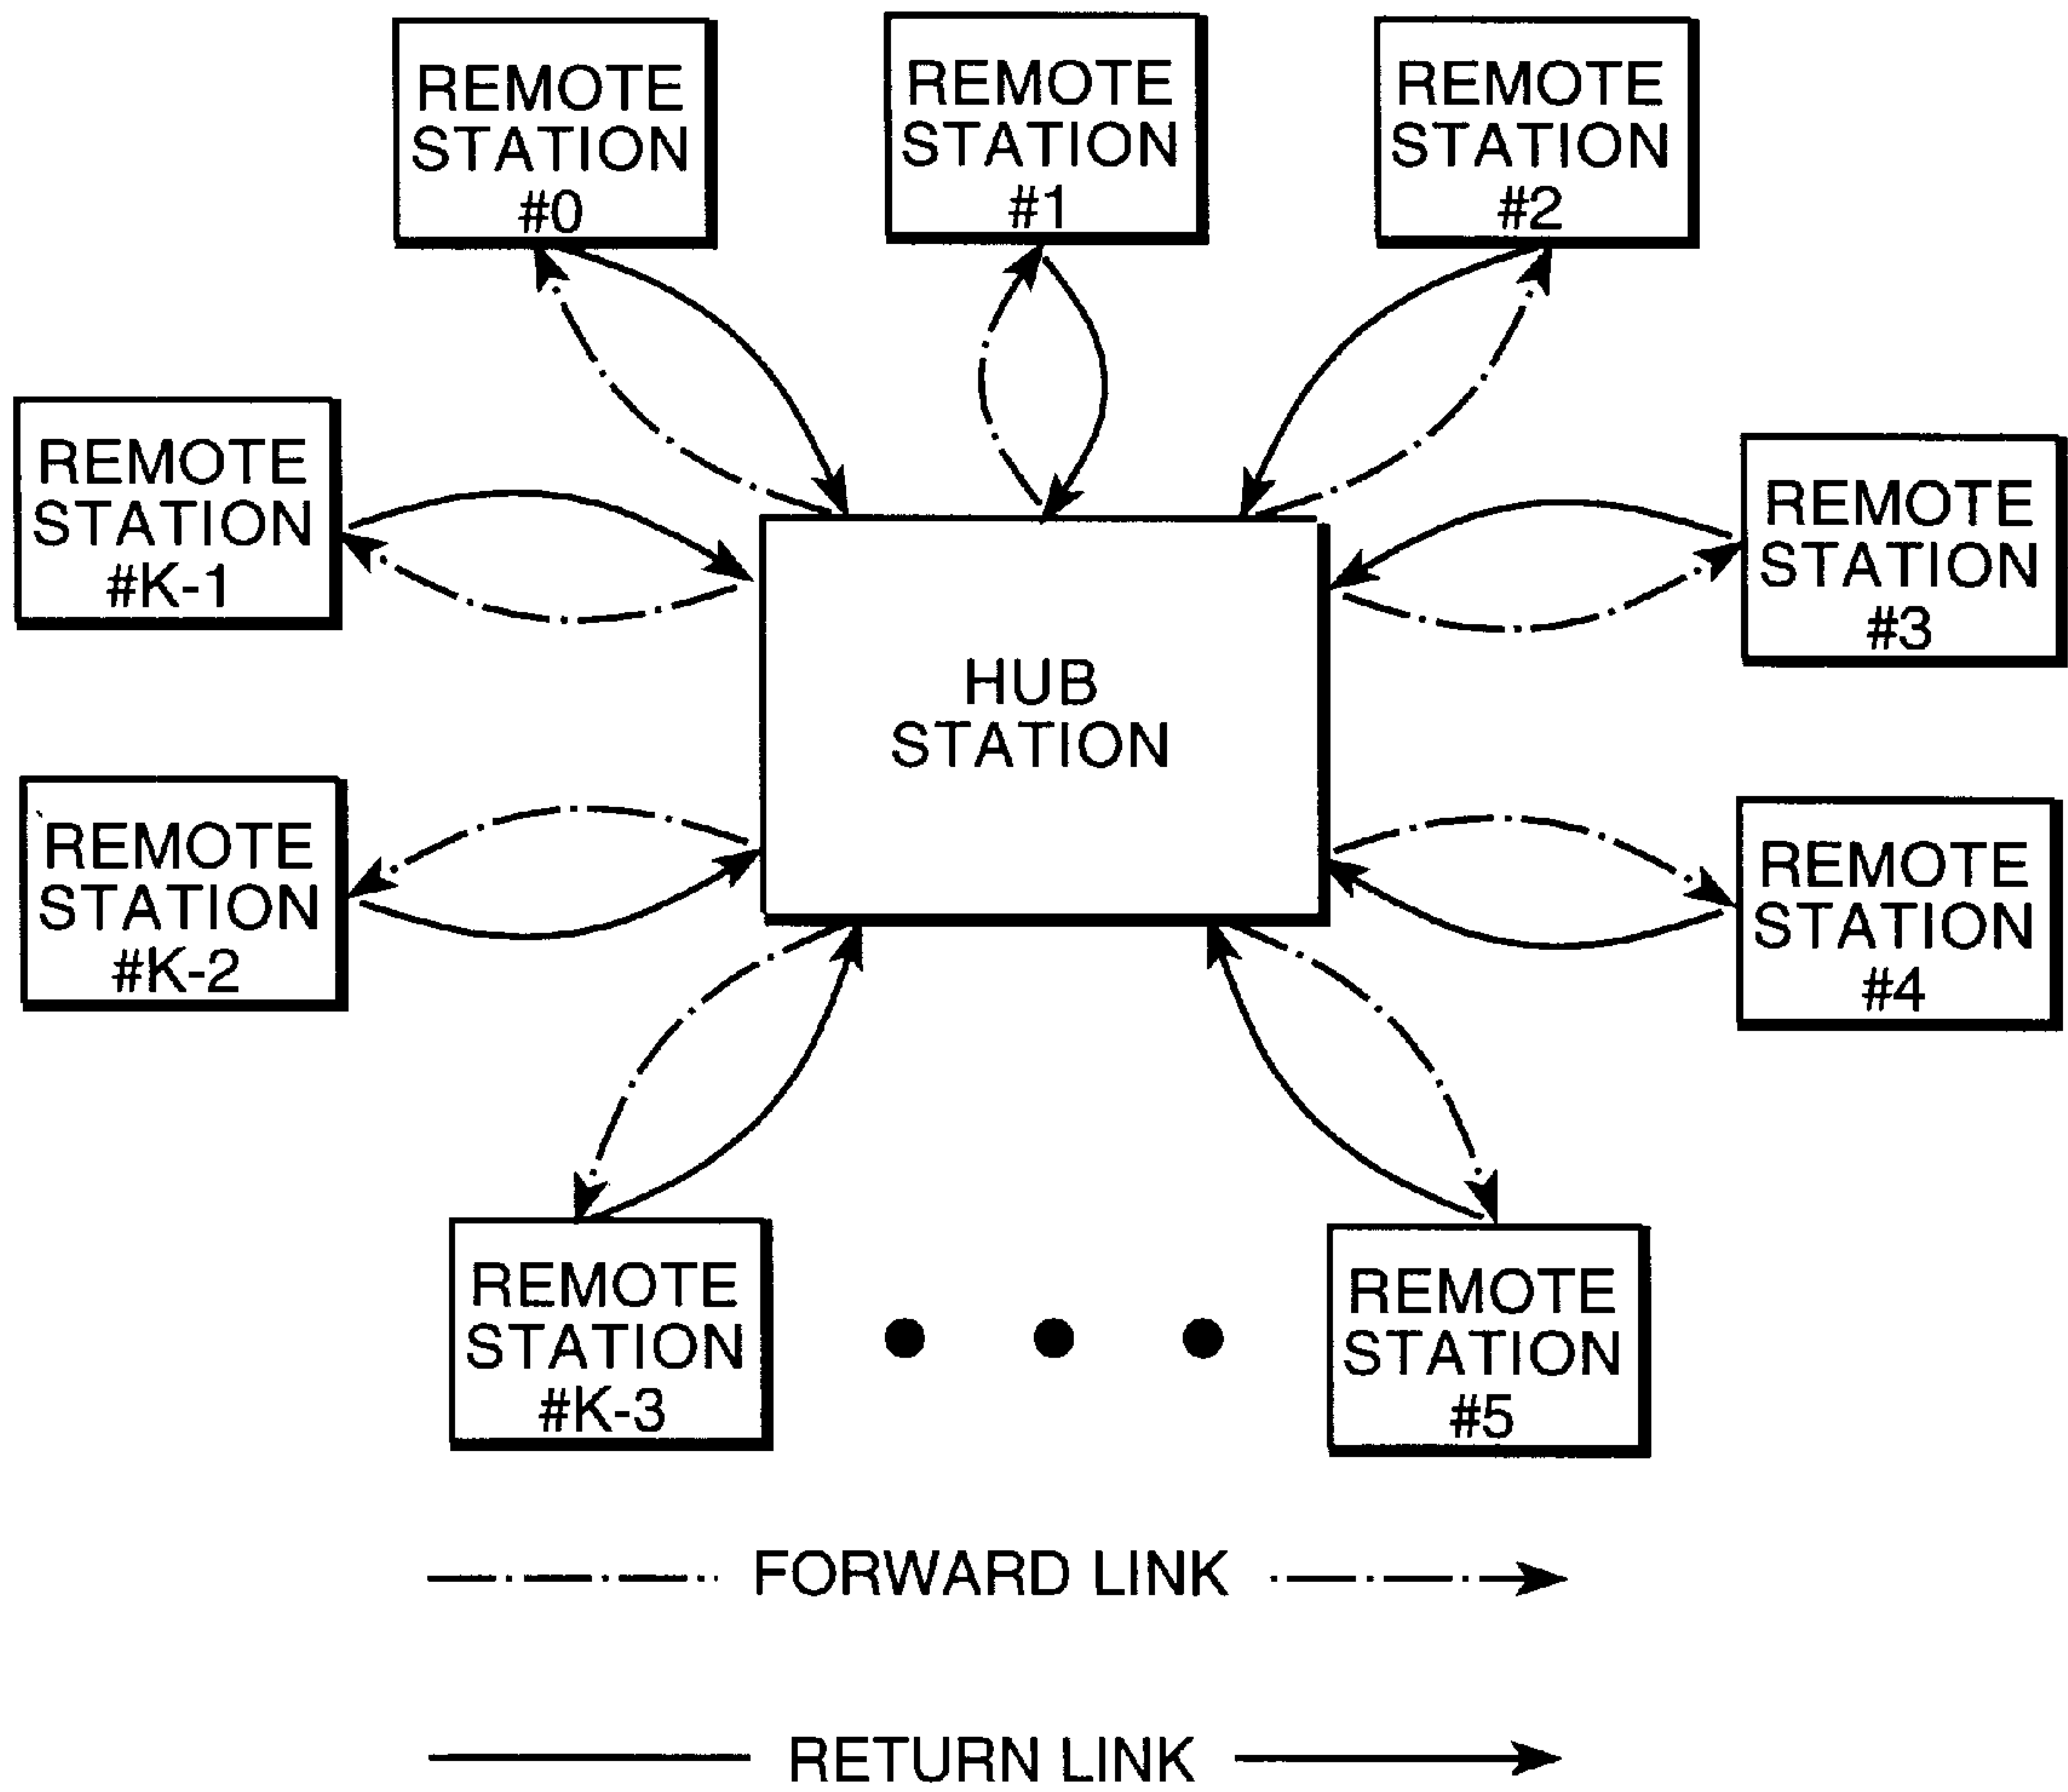 REMOTE
STATION
#0
REMOTE
STATION
#1
REMOTE
STATION
#2
REMOTE
STATION
#K-1
REMOTE
STATION
#3
HUB
STATION
REMOTE
STATION
#K-2
REMOTE
STATION
#4
REMOTE
STATION
#K-3
REMOTE
STATION
#5
FORWARD LINK
RETURN LINK